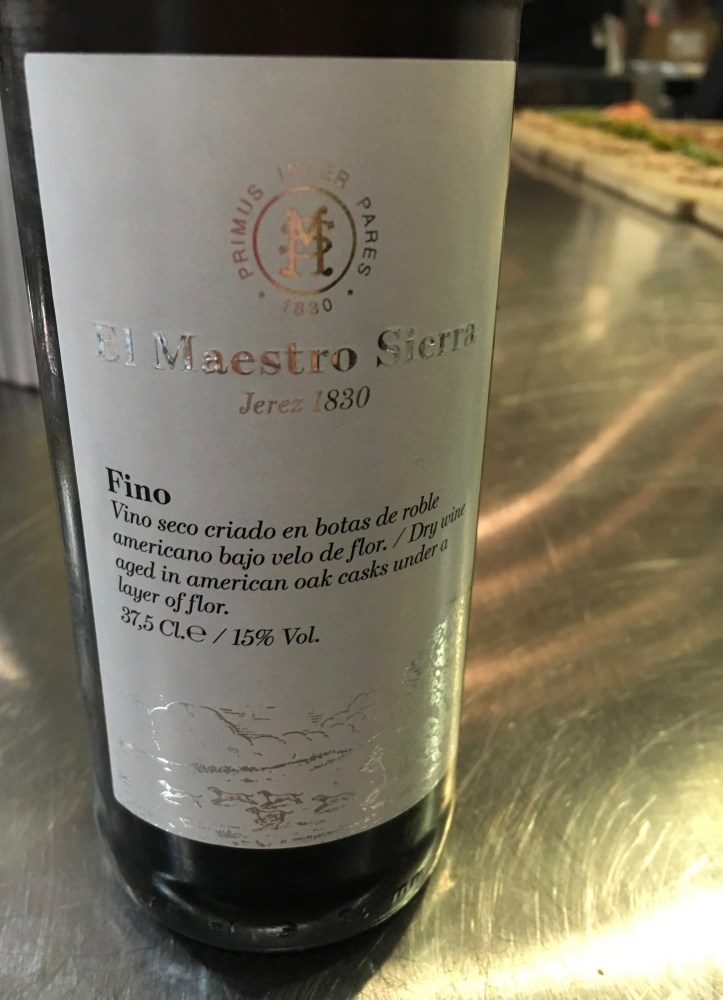 PRIMUS INTER PARES
MS
· 1830 ·
El Maestro Sierra
Jerez 1830
Fino
Vino seco criado en botas de roble
americano bajo velo de flor. / Dry wine
aged in american oak casks under a
layer of flor.
37,5 Cl.℮ / 15% Vol.